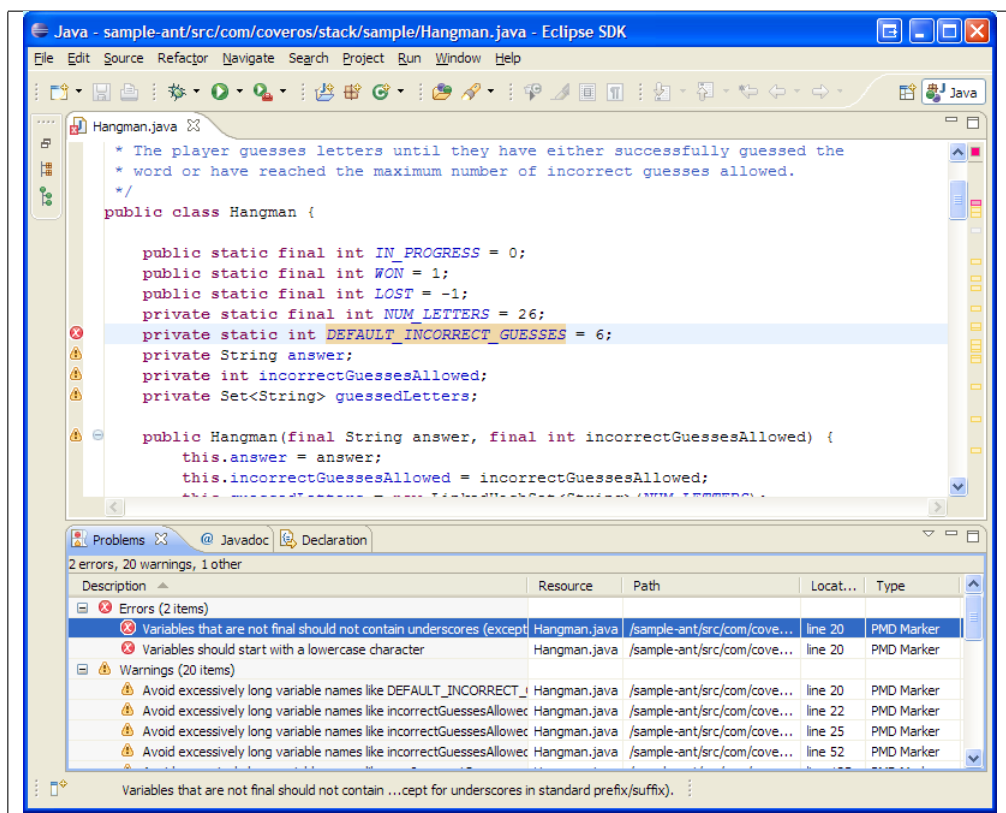 Java - sample-ant/src/com/coveros/stack/sample/Hangman.java - Eclipse SDK
File Edit Source Refactor Navigate Search Project Run Window Help
Java
Hangman.java
* The player guesses letters until they have either successfully guessed the
* word or have reached the maximum number of incorrect guesses allowed.
*/
public class Hangman {
public static final int IN_PROGRESS = 0;
public static final int WON = 1;
public static final int LOST = -1;
private static final int NUM_LETTERS = 26;
private static int DEFAULT_INCORRECT_GUESSES = 6;
private String answer;
private int incorrectGuessesAllowed;
private Set<String> guessedLetters;
public Hangman(final String answer, final int incorrectGuessesAllowed) {
this.answer = answer;
this.incorrectGuessesAllowed = incorrectGuessesAllowed;
this.guessedLetters = new LinkedHashSet<String>(NUM_LETTERS);
Problems @ Javadoc Declaration
2 errors, 20 warnings, 1 other
Description Resource Path Locat... Type
Errors (2 items)
Variables that are not final should not contain underscores (except Hangman.java /sample-ant/src/com/cove... line 20 PMD Marker
Variables should start with a lowercase character Hangman.java /sample-ant/src/com/cove... line 20 PMD Marker
Warnings (20 items)
Avoid excessively long variable names like DEFAULT_INCORRECT_ Hangman.java /sample-ant/src/com/cove... line 20 PMD Marker
Avoid excessively long variable names like incorrectGuessesAllowed Hangman.java /sample-ant/src/com/cove... line 22 PMD Marker
Avoid excessively long variable names like incorrectGuessesAllowed Hangman.java /sample-ant/src/com/cove... line 25 PMD Marker
Avoid excessively long variable names like incorrectGuessesAllowed Hangman.java /sample-ant/src/com/cove... line 52 PMD Marker
Variables that are not final should not contain ...cept for underscores in standard prefix/suffix).